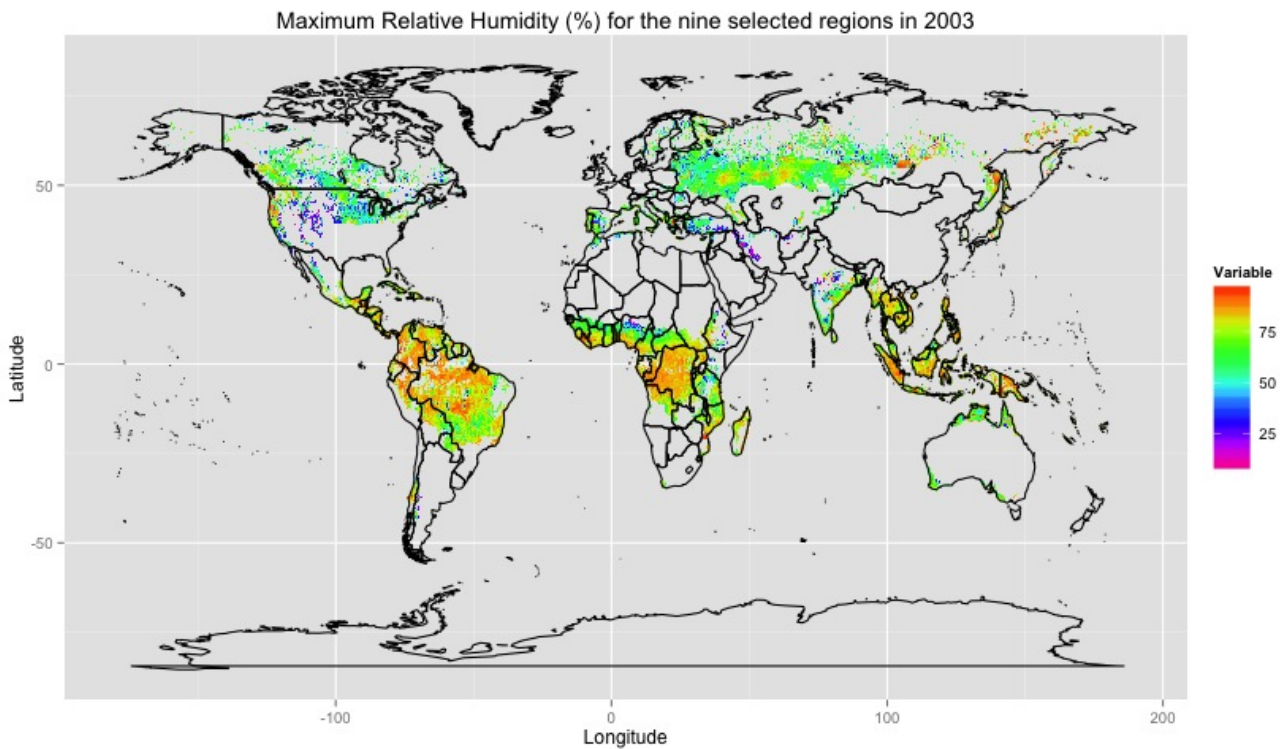 Maximum Relative Humidity (%) for the nine selected regions in 2003
Latitude
50
0
-50
-100
0
100
200
Longitude
Variable
75
50
25